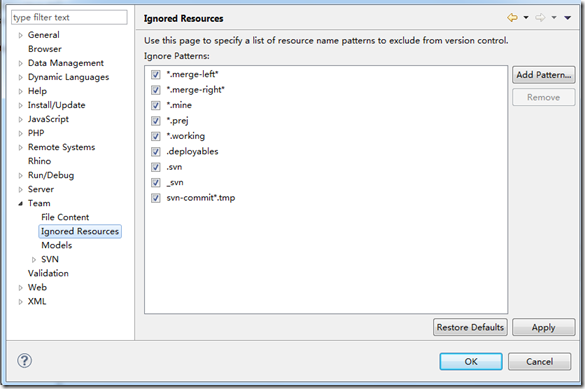 type filter text
General
Browser
Data Management
Dynamic Languages
Help
Install/Update
JavaScript
PHP
Remote Systems
Rhino
Run/Debug
Server
Team
File Content
Ignored Resources
Models
SVN
Validation
Web
XML
Ignored Resources
Use this page to specify a list of resource name patterns to exclude from version control.
Ignore Patterns:
*.merge-left*
*.merge-right*
*.mine
*.prej
*.working
.deployables
.svn
_svn
svn-commit*.tmp
Add Pattern...
Remove
Restore Defaults
Apply
?
OK
Cancel